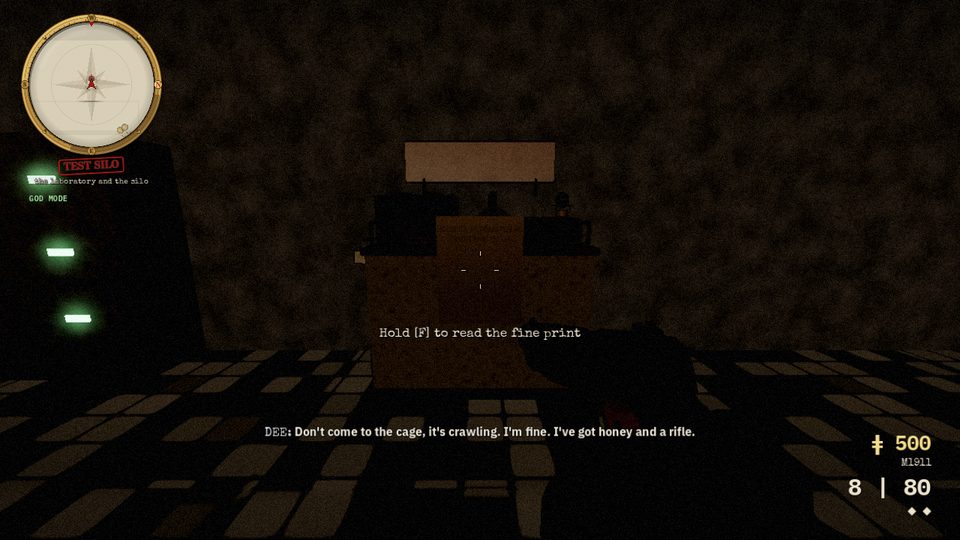 TEST SILO
the laboratory and the silo
GOD MODE
Hold [F] to read the fine print
DEE: Don't come to the cage, it's crawling. I'm fine. I've got honey and a rifle.
500
M1911
8 | 80